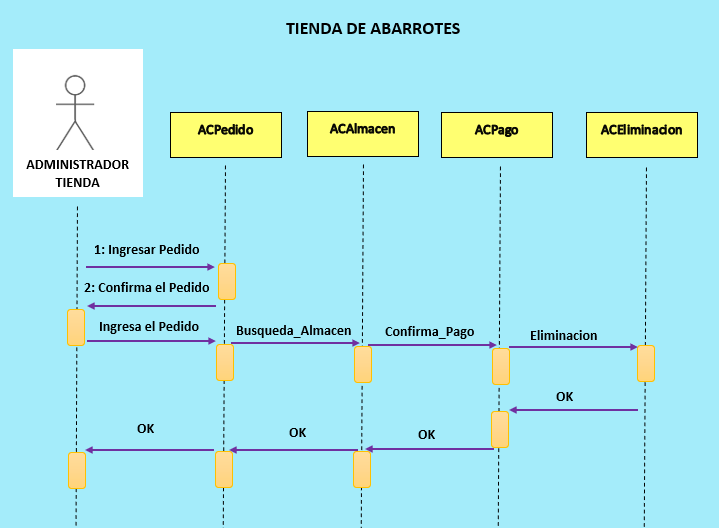 TIENDA DE ABARROTES
ACPedido
ACAlmacen
ACPago
ACEliminacion
ADMINISTRADOR
TIENDA
1: Ingresar Pedido
2: Confirma el Pedido
Ingresa el Pedido
Busqueda_Almacen
Confirma_Pago
Eliminacion
OK
OK
OK
OK